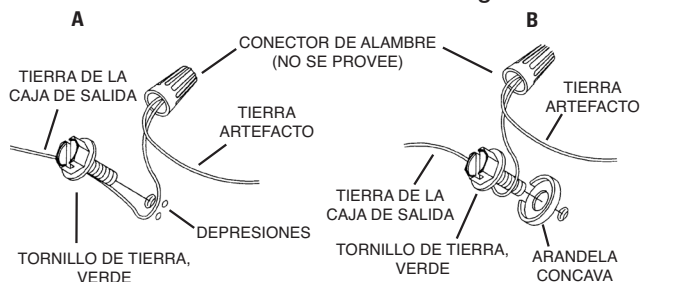 A
B
CONECTOR DE ALAMBRE
(NO SE PROVEE)
TIERRA DE LA
CAJA DE SALIDA
TIERRA
ARTEFACTO
DEPRESIONES
TORNILLO DE TIERRA,
VERDE
TIERRA
ARTEFACTO
TIERRA DE LA
CAJA DE SALIDA
TORNILLO DE TIERRA,
VERDE
ARANDELA
CONCAVA